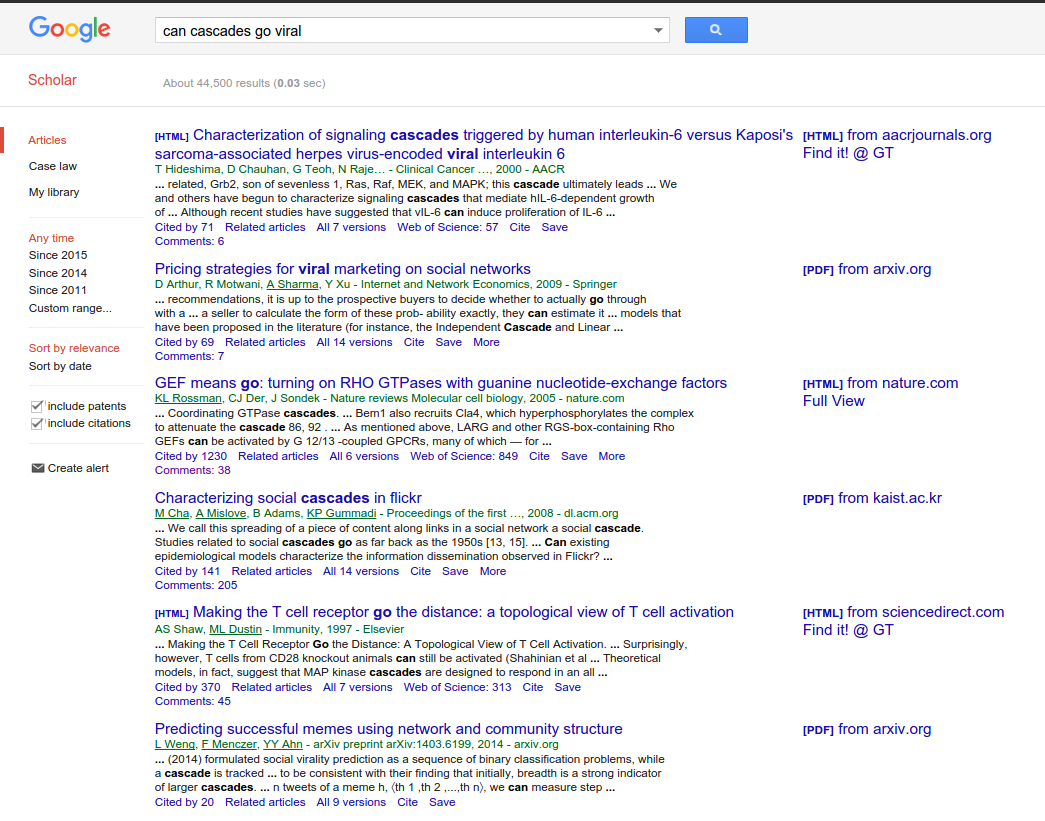 Google
can cascades go viral
Scholar
About 44,500 results (0.03 sec)
Articles
Case law
My library
Any time
Since 2015
Since 2014
Since 2011
Custom range...
Sort by relevance
Sort by date
include patents
include citations
Create alert
[HTML] Characterization of signaling cascades triggered by human interleukin-6 versus Kaposi's
sarcoma-associated herpes virus-encoded viral interleukin 6
T Hideshima, D Chauhan, G Teoh, N Raje… - Clinical Cancer …, 2000 - AACR
... related, Grb2, son of sevenless 1, Ras, Raf, MEK, and MAPK; this cascade ultimately leads ... We
and others have begun to characterize signaling cascades that mediate hIL-6-dependent growth
of ... Although recent studies have suggested that vIL-6 can induce proliferation of IL-6 ...
Cited by 71 Related articles All 7 versions Web of Science: 57 Cite Save
Comments: 6
[HTML] from aacrjournals.org
Find it! @ GT
Pricing strategies for viral marketing on social networks
D Arthur, R Motwani, A Sharma, Y Xu - Internet and Network Economics, 2009 - Springer
... recommendations, it is up to the prospective buyers to decide whether to actually go through
with a ... a seller to calculate the form of these prob- ability exactly, they can estimate it ... models that
have been proposed in the literature (for instance, the Independent Cascade and Linear ...
Cited by 69 Related articles All 14 versions Cite Save More
Comments: 7
[PDF] from arxiv.org
GEF means go: turning on RHO GTPases with guanine nucleotide-exchange factors
KL Rossman, CJ Der, J Sondek - Nature reviews Molecular cell biology, 2005 - nature.com
... Coordinating GTPase cascades. ... Bem1 also recruits Cla4, which hyperphosphorylates the complex
to attenuate the cascade 86, 92 . ... As mentioned above, LARG and other RGS-box-containing Rho
GEFs can be activated by G 12/13 -coupled GPCRs, many of which — for ...
Cited by 1230 Related articles All 6 versions Web of Science: 849 Cite Save More
Comments: 38
[HTML] from nature.com
Full View
Characterizing social cascades in flickr
M Cha, A Mislove, B Adams, KP Gummadi - Proceedings of the first …, 2008 - dl.acm.org
... We call this spreading of a piece of content along links in a social network a social cascade.
Studies related to social cascades go as far back as the 1950s [13, 15]. ... Can existing
epidemiological models characterize the information dissemination observed in Flickr? ...
Cited by 141 Related articles All 14 versions Cite Save More
Comments: 205
[PDF] from kaist.ac.kr
[HTML] Making the T cell receptor go the distance: a topological view of T cell activation
AS Shaw, ML Dustin - Immunity, 1997 - Elsevier
... Making the T Cell Receptor Go the Distance: A Topological View of T Cell Activation. ... Surprisingly,
however, T cells from CD28 knockout animals can still be activated (Shahinian et al ... Theoretical
models, in fact, suggest that MAP kinase cascades are designed to respond in an all ...
Cited by 370 Related articles All 7 versions Web of Science: 313 Cite Save
Comments: 45
[HTML] from sciencedirect.com
Find it! @ GT
Predicting successful memes using network and community structure
L Weng, F Menczer, YY Ahn - arXiv preprint arXiv:1403.6199, 2014 - arxiv.org
... (2014) formulated social virality prediction as a sequence of binary classification problems, while
a cascade is tracked ... to be consistent with their finding that initially, breadth is a strong indicator
of larger cascades. ... n tweets of a meme h, ⟨th 1 ,th 2 ,...,th n⟩, we can measure step ...
Cited by 20 Related articles All 9 versions Cite Save
[PDF] from arxiv.org